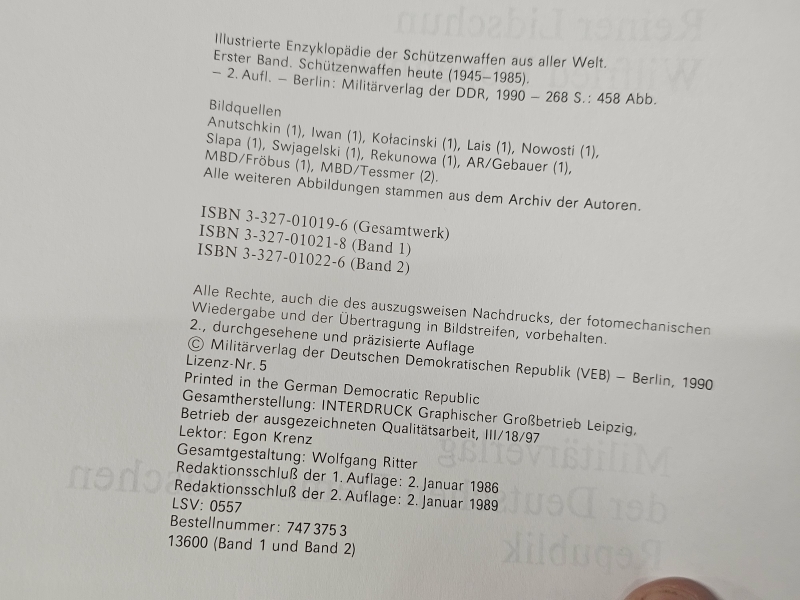 Illustrierte Enzyklopädie der Schützenwaffen aus aller Welt.
Erster Band. Schützenwaffen heute (1945–1985).
– 2. Aufl. – Berlin: Militärverlag der DDR, 1990 – 268 S.: 458 Abb.
Bildquellen
Anutschkin (1), Iwan (1), Kołacinski (1), Lais (1), Nowosti (1),
Slapa (1), Swjagelski (1), Rekunowa (1), AR/Gebauer (1),
MBD/Fröbus (1), MBD/Tessmer (2).
Alle weiteren Abbildungen stammen aus dem Archiv der Autoren.
ISBN 3-327-01019-6 (Gesamtwerk)
ISBN 3-327-01021-8 (Band 1)
ISBN 3-327-01022-6 (Band 2)
Alle Rechte, auch die des auszugsweisen Nachdrucks, der fotomechanischen
Wiedergabe und der Übertragung in Bildstreifen, vorbehalten.
2., durchgesehene und präzisierte Auflage
© Militärverlag der Deutschen Demokratischen Republik (VEB) – Berlin, 1990
Lizenz-Nr. 5
Printed in the German Democratic Republic
Gesamtherstellung: INTERDRUCK Graphischer Großbetrieb Leipzig,
Betrieb der ausgezeichneten Qualitätsarbeit, III/18/97
Lektor: Egon Krenz
Gesamtgestaltung: Wolfgang Ritter
Redaktionsschluß der 1. Auflage: 2. Januar 1986
Redaktionsschluß der 2. Auflage: 2. Januar 1989
LSV: 0557
Bestellnummer: 747 375 3
13600 (Band 1 und Band 2)